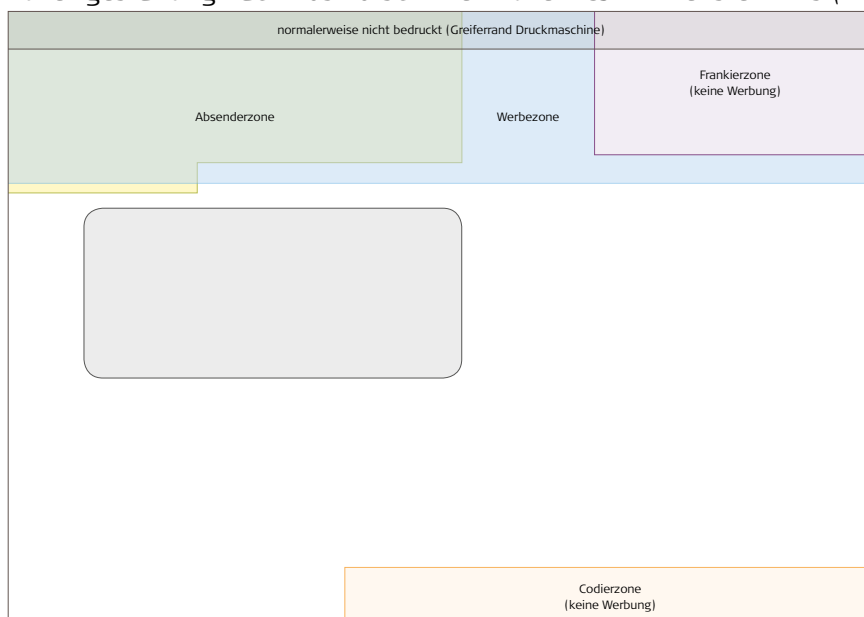 normalerweise nicht bedruckt (Greiferrand Druckmaschine)
Frankierzone
(keine Werbung)
Absenderzone
Werbezone
Codierzone
(keine Werbung)